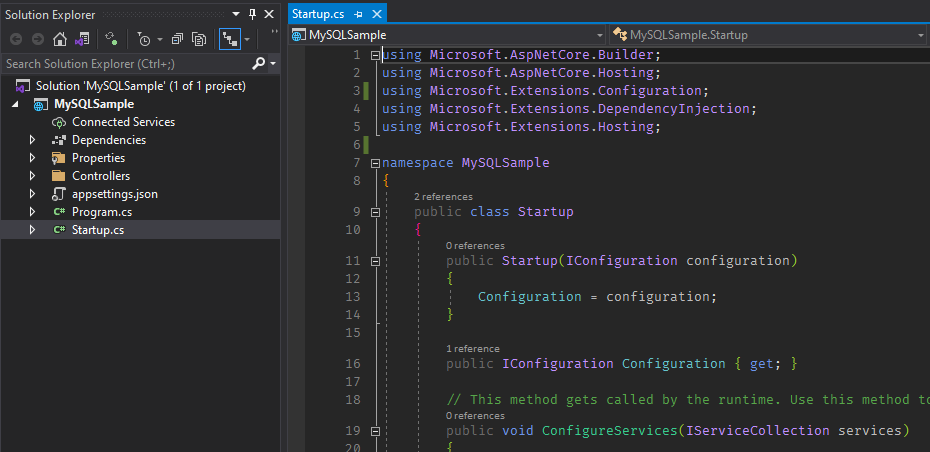 Solution Explorer
Search Solution Explorer (Ctrl+;)
Solution 'MySQLSample' (1 of 1 project)
MySQLSample
Connected Services
Dependencies
Properties
Controllers
appsettings.json
C# Program.cs
C# Startup.cs
Startup.cs
MySQLSample
MySQLSample.Startup
1 using Microsoft.AspNetCore.Builder;
2 using Microsoft.AspNetCore.Hosting;
3 using Microsoft.Extensions.Configuration;
4 using Microsoft.Extensions.DependencyInjection;
5 using Microsoft.Extensions.Hosting;
6
7 namespace MySQLSample
8 {
2 references
9 public class Startup
10 {
0 references
11 public Startup(IConfiguration configuration)
12 {
13 Configuration = configuration;
14 }
15
1 reference
16 public IConfiguration Configuration { get; }
17
18 // This method gets called by the runtime. Use this method to
0 references
19 public void ConfigureServices(IServiceCollection services)
20 {